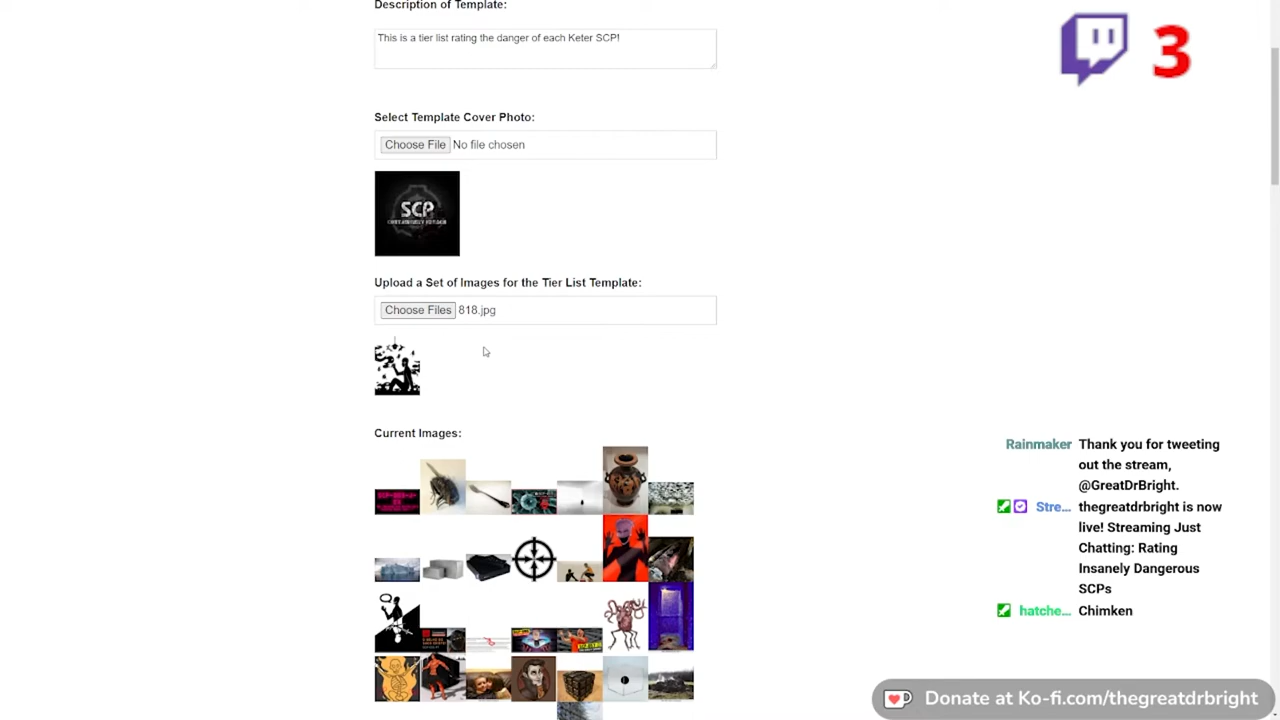 Description of Template:
This is a tier list rating the danger of each Keter SCP!
3
Select Template Cover Photo:
Choose File No file chosen
SCP
Upload a Set of Images for the Tier List Template:
Choose Files 818.jpg
Current Images:
Rainmaker Thank you for tweeting
out the stream,
@GreatDrBright.
Stre... thegreatdrbright is now
live! Streaming Just
Chatting: Rating
Insanely Dangerous
SCPs
hatche... Chimken
Donate at Ko-fi.com/thegreatdrbright